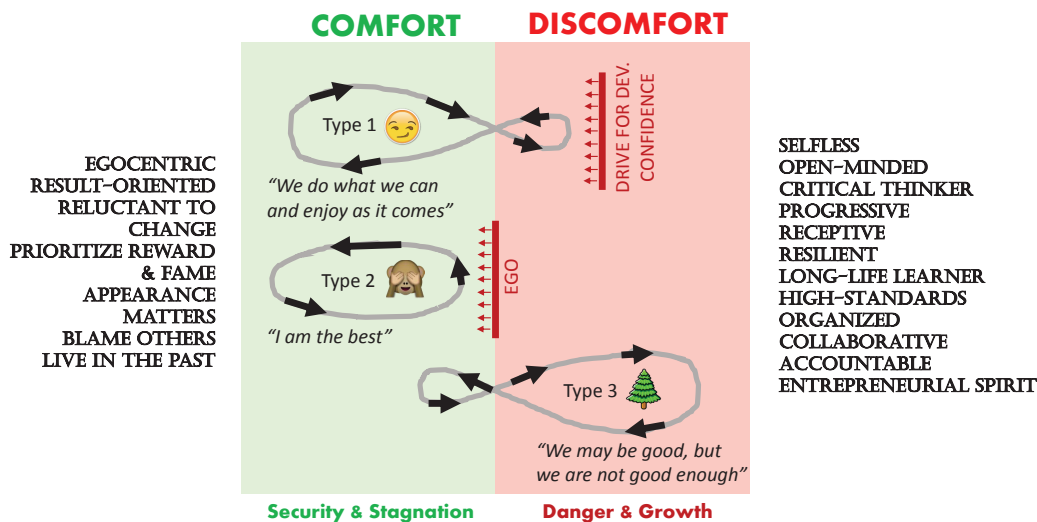 COMFORT
DISCOMFORT
Type 1
DRIVE FOR DEV.
CONFIDENCE
"We do what we can
and enjoy as it comes"
EGOCENTRIC
RESULT-ORIENTED
RELUCTANT TO
CHANGE
PRIORITIZE REWARD
& FAME
APPEARANCE
MATTERS
BLAME OTHERS
LIVE IN THE PAST
Type 2
EGO
"I am the best"
Type 3
"We may be good, but
we are not good enough"
SELFLESS
OPEN-MINDED
CRITICAL THINKER
PROGRESSIVE
RECEPTIVE
RESILIENT
LONG-LIFE LEARNER
HIGH-STANDARDS
ORGANIZED
COLLABORATIVE
ACCOUNTABLE
ENTREPRENEURIAL SPIRIT
Security & Stagnation
Danger & Growth